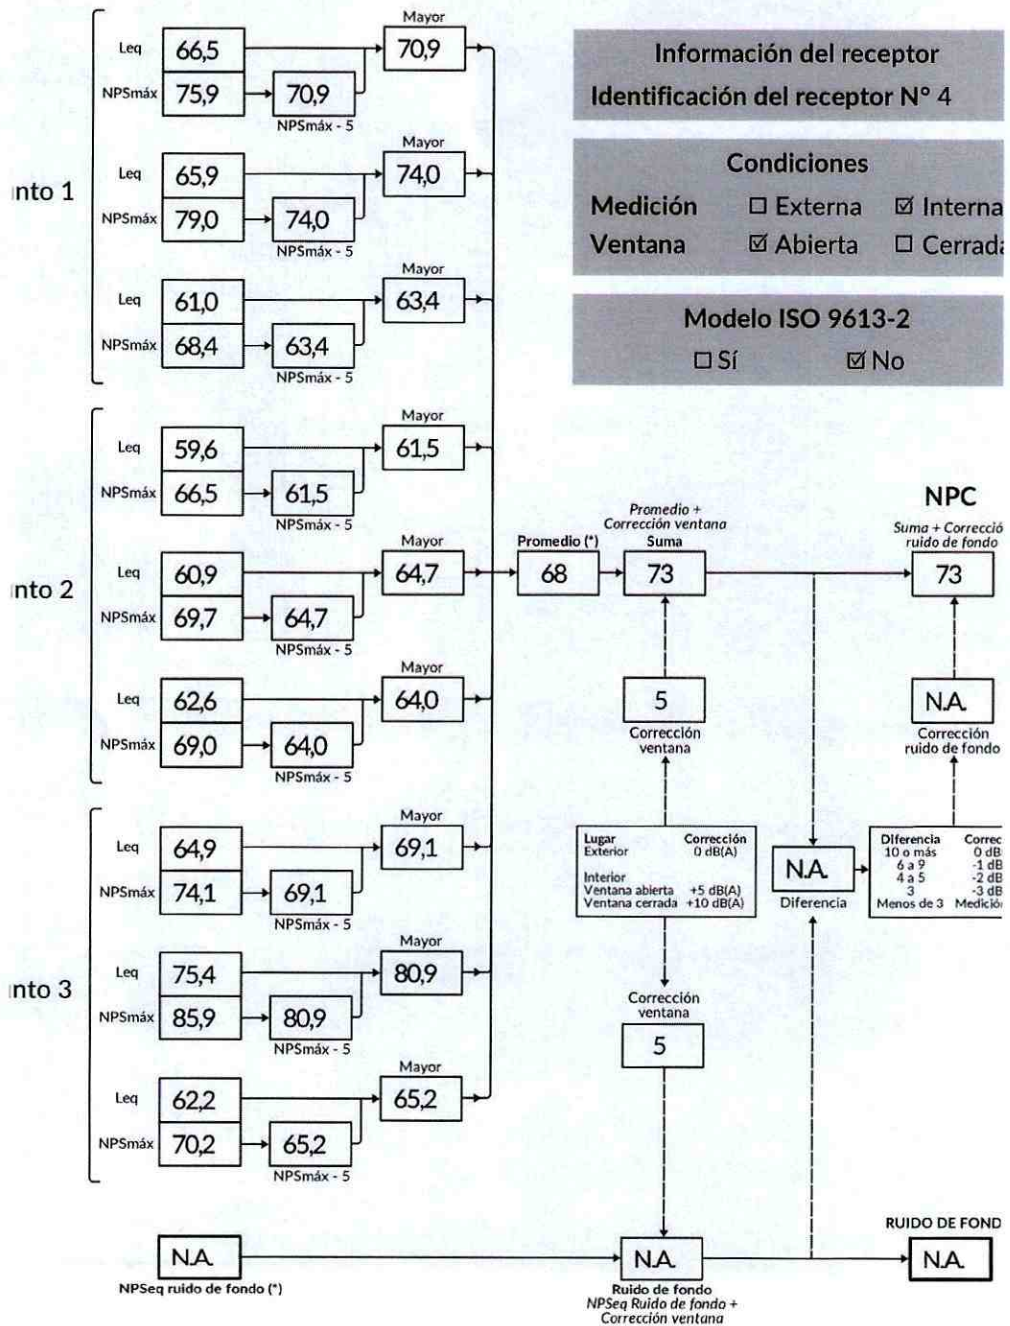 Mayor
Leq 66,5 70,9
NPSmáx 75,9 70,9
NPSmáx - 5
Mayor
Leq 65,9 74,0
NPSmáx 79,0 74,0
NPSmáx - 5
Mayor
Leq 61,0 63,4
NPSmáx 68,4 63,4
NPSmáx - 5
nto 1
Información del receptor
Identificación del receptor N° 4
Condiciones
Medición ☐ Externa ☑ Interna
Ventana ☑ Abierta ☐ Cerrada
Modelo ISO 9613-2
☐ Sí ☑ No
Mayor
Leq 59,6 61,5
NPSmáx 66,5 61,5
NPSmáx - 5
Mayor
Leq 60,9 64,7
NPSmáx 69,7 64,7
NPSmáx - 5
Mayor
Leq 62,6 64,0
NPSmáx 69,0 64,0
NPSmáx - 5
nto 2
Promedio (*)
68
Promedio +
Corrección ventana
Suma
73
5
Corrección
ventana
NPC
Suma + Correcció
ruido de fondo
73
N.A.
Corrección
ruido de fondo
Mayor
Leq 64,9 69,1
NPSmáx 74,1 69,1
NPSmáx - 5
Mayor
Leq 75,4 80,9
NPSmáx 85,9 80,9
NPSmáx - 5
Mayor
Leq 62,2 65,2
NPSmáx 70,2 65,2
NPSmáx - 5
nto 3
Lugar Corrección
Exterior 0 dB(A)
Interior
Ventana abierta +5 dB(A)
Ventana cerrada +10 dB(A)
N.A.
Diferencia
Diferencia Correc
10 o más 0 dB
6 a 9 -1 dB
4 a 5 -2 dB
3 -3 dB
Menos de 3 Medició
Corrección
ventana
5
N.A.
NPSeq ruido de fondo (*)
N.A.
Ruido de fondo
NPSeq Ruido de fondo +
Corrección ventana
RUIDO DE FOND
N.A.